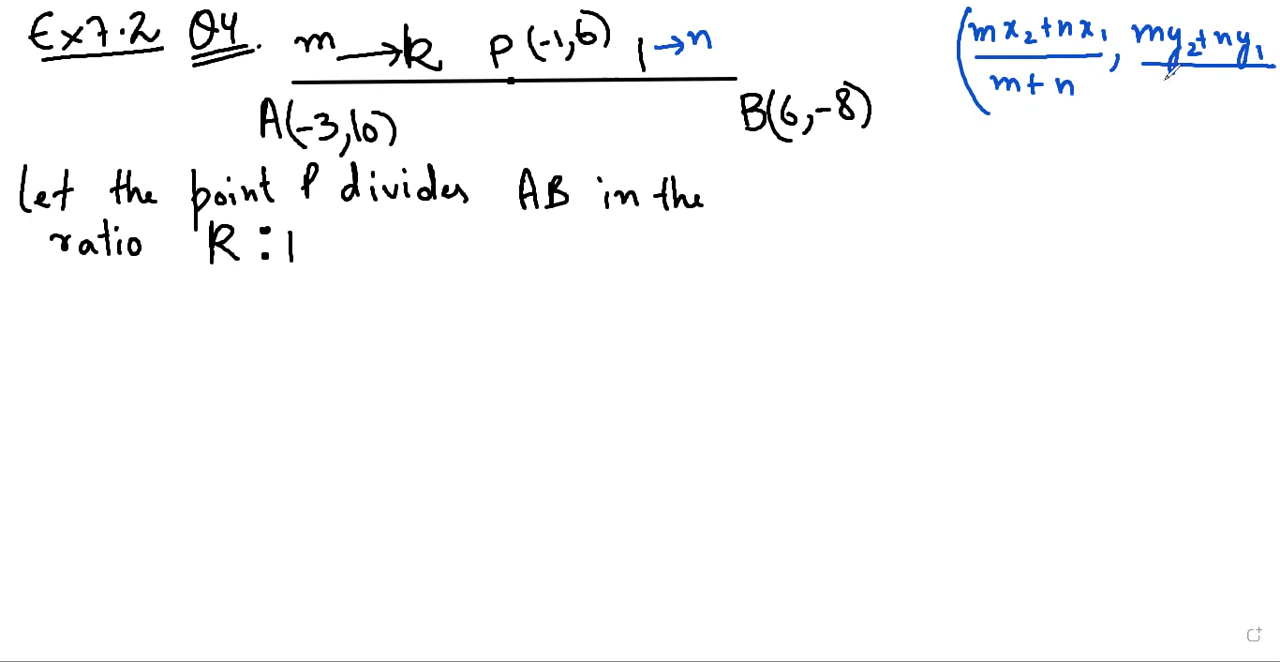 Ex7.2 Q4. m→k P(-1,6) 1→n
A(-3,10) B(6,-8)
(mx₂+nx₁/m+n, my₂+ny₁
Let the point P divides AB in the
ratio k:1